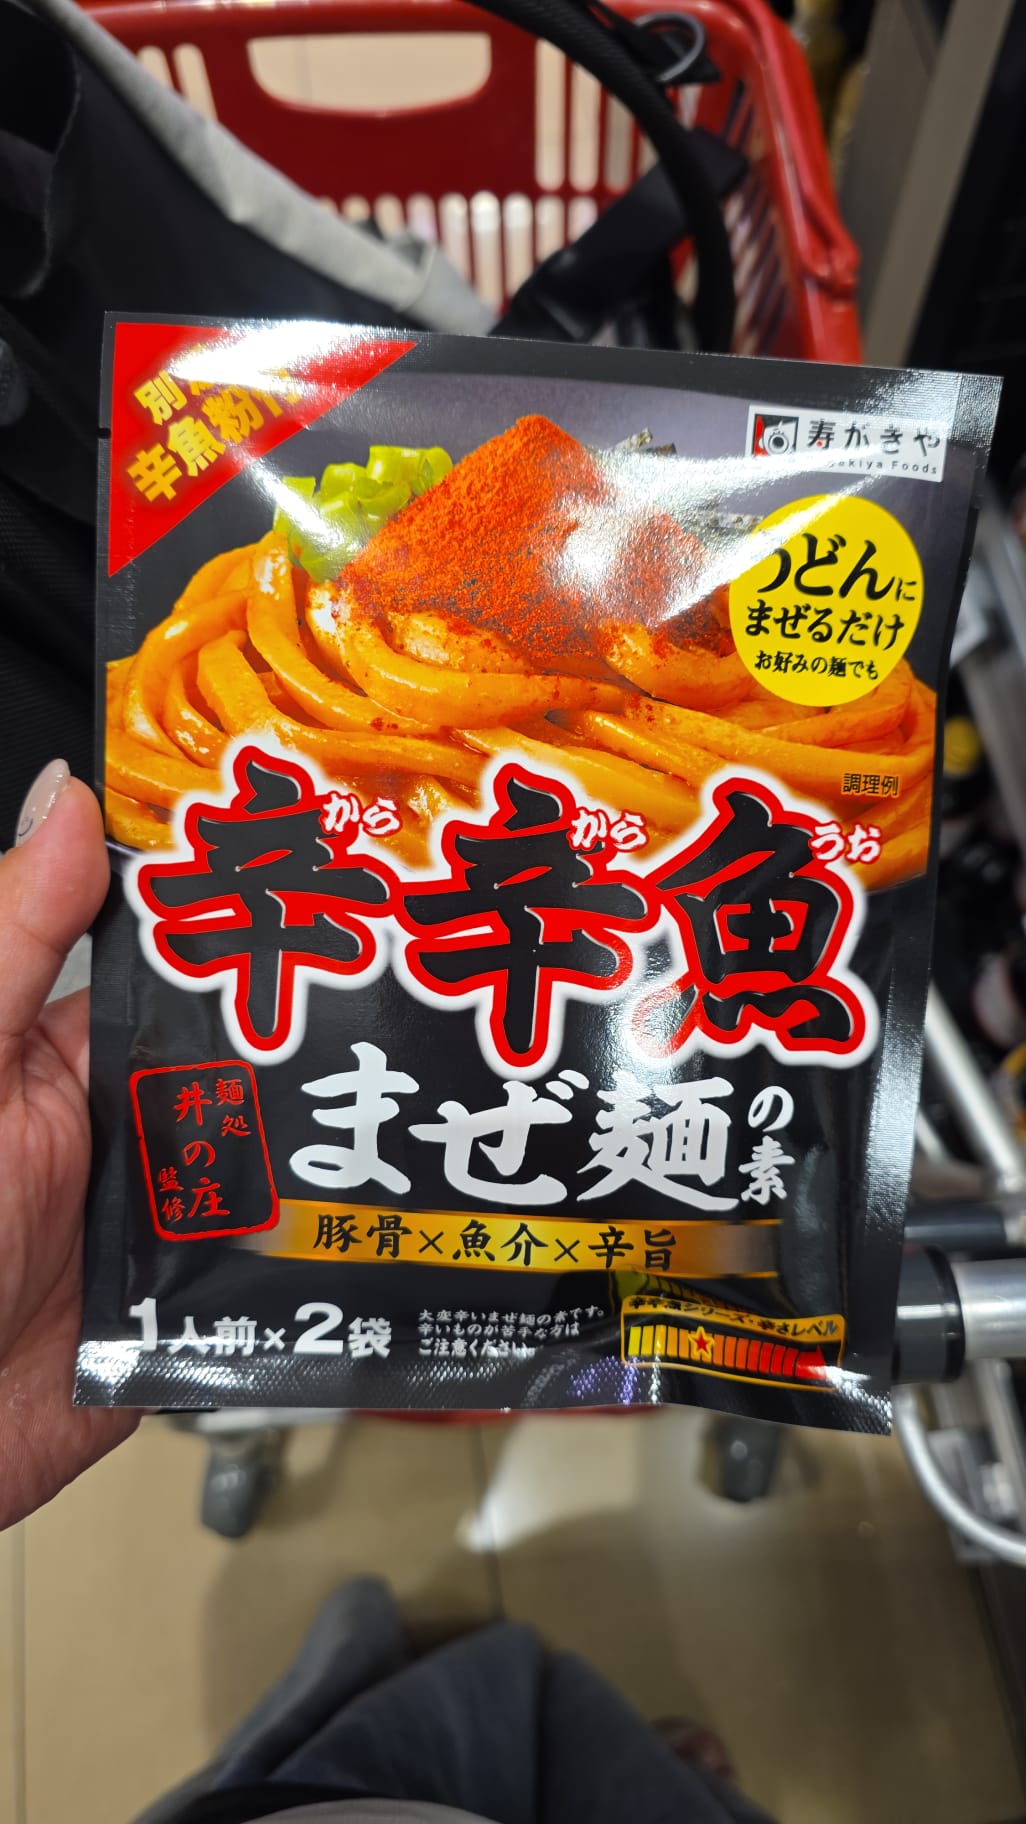 辛魚粉
寿がきや
Foods
うどんに
まぜるだけ
お好みの麺でも
調理例
辛辛魚
から
から
うお
まぜ麺の素
麺処
井の庄
監修
豚骨×魚介×辛旨
1人前×2袋
大変辛いまぜ麺の素です。
辛いものが苦手な方は
ご注意ください。
辛辛魚シリーズ・辛さレベル